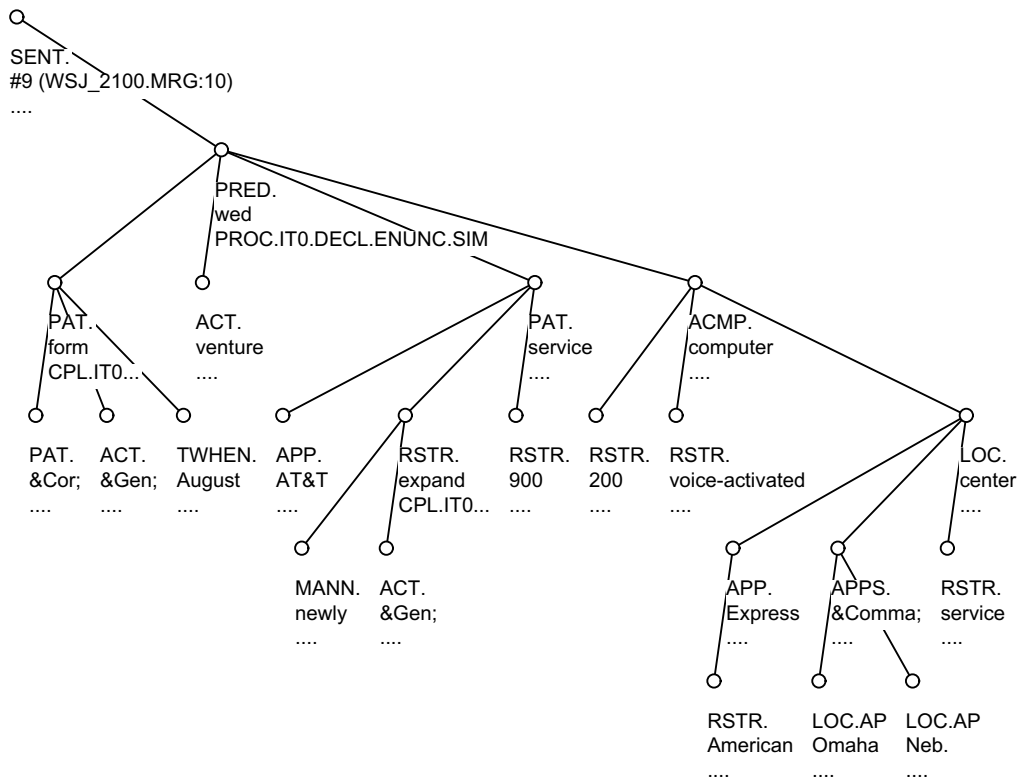 SENT.
#9 (WSJ_2100.MRG:10)
....
PRED.
wed
PROC.IT0.DECL.ENUNC.SIM
PAT.
form
CPL.IT0...
ACT.
venture
....
PAT.
service
....
ACMP.
computer
....
PAT.
&Cor;
....
ACT.
&Gen;
....
TWHEN.
August
....
APP.
AT&T
....
RSTR.
expand
CPL.IT0...
RSTR.
900
....
RSTR.
200
....
RSTR.
voice-activated
....
LOC.
center
....
MANN.
newly
....
ACT.
&Gen;
....
APP.
Express
....
APPS.
&Comma;
....
RSTR.
service
....
RSTR.
American
....
LOC.AP
Omaha
....
LOC.AP
Neb.
....